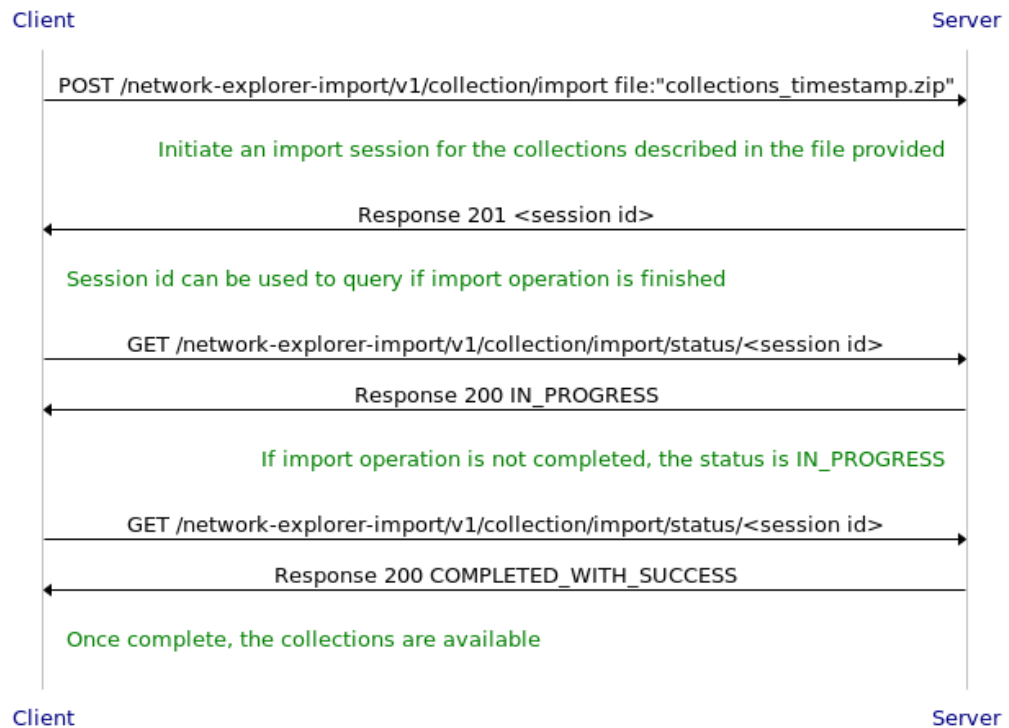 Client Server
POST /network-explorer-import/v1/collection/import file:"collections_timestamp.zip"
Initiate an import session for the collections described in the file provided
Response 201 <session id>
Session id can be used to query if import operation is finished
GET /network-explorer-import/v1/collection/import/status/<session id>
Response 200 IN_PROGRESS
If import operation is not completed, the status is IN_PROGRESS
GET /network-explorer-import/v1/collection/import/status/<session id>
Response 200 COMPLETED_WITH_SUCCESS
Once complete, the collections are available
Client Server